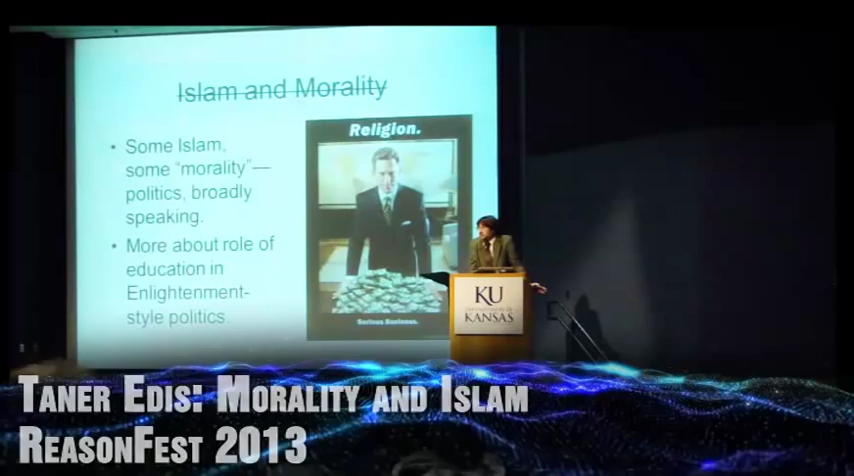 Islam and Morality
• Some Islam,
some "morality"—
politics, broadly
speaking.
• More about role of
education in
Enlightenment-
style politics.
Religion.
Serious Business.
KU
KANSAS
TANER EDIS: MORALITY AND ISLAM
REASONFEST 2013